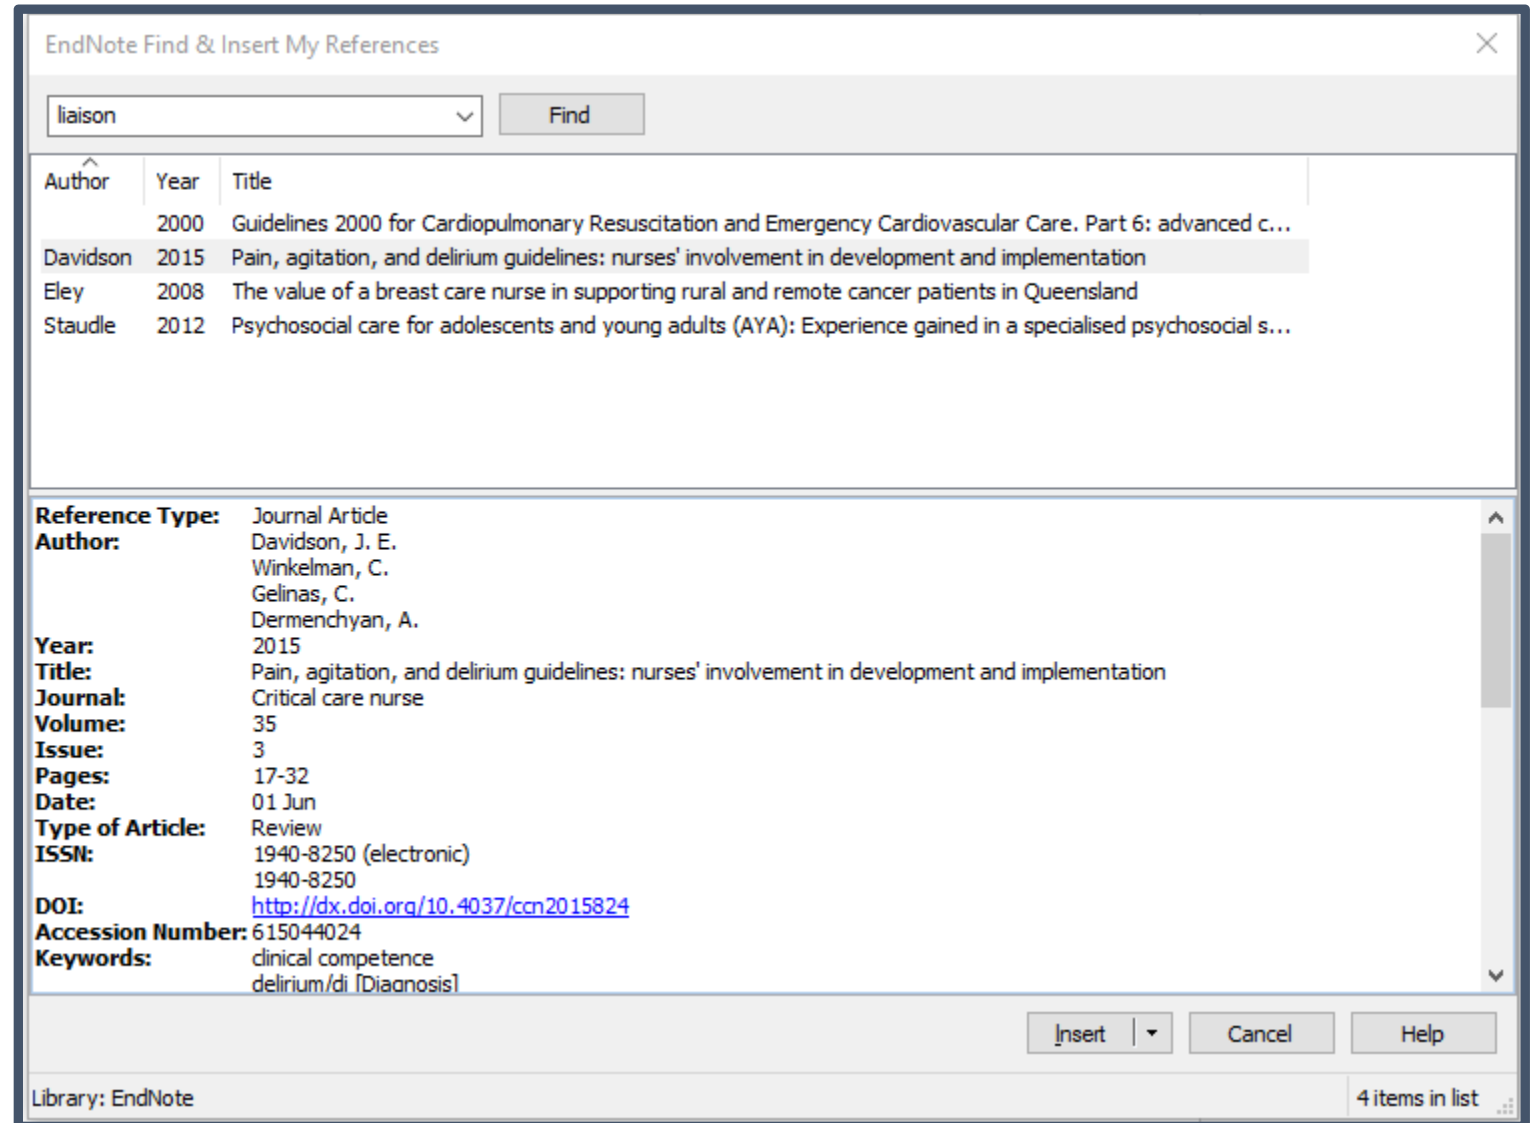 EndNote Find & Insert My References
liaison Find
Author Year Title
2000 Guidelines 2000 for Cardiopulmonary Resuscitation and Emergency Cardiovascular Care. Part 6: advanced c...
Davidson 2015 Pain, agitation, and delirium guidelines: nurses' involvement in development and implementation
Eley 2008 The value of a breast care nurse in supporting rural and remote cancer patients in Queensland
Staudle 2012 Psychosocial care for adolescents and young adults (AYA): Experience gained in a specialised psychosocial s...
Reference Type: Journal Article
Author: Davidson, J. E.
Winkelman, C.
Gelinas, C.
Dermenchyan, A.
Year: 2015
Title: Pain, agitation, and delirium guidelines: nurses' involvement in development and implementation
Journal: Critical care nurse
Volume: 35
Issue: 3
Pages: 17-32
Date: 01 Jun
Type of Article: Review
ISSN: 1940-8250 (electronic)
1940-8250
DOI: http://dx.doi.org/10.4037/ccn2015824
Accession Number: 615044024
Keywords: clinical competence
delirium/di [Diagnosis]
Insert Cancel Help
Library: EndNote 4 items in list